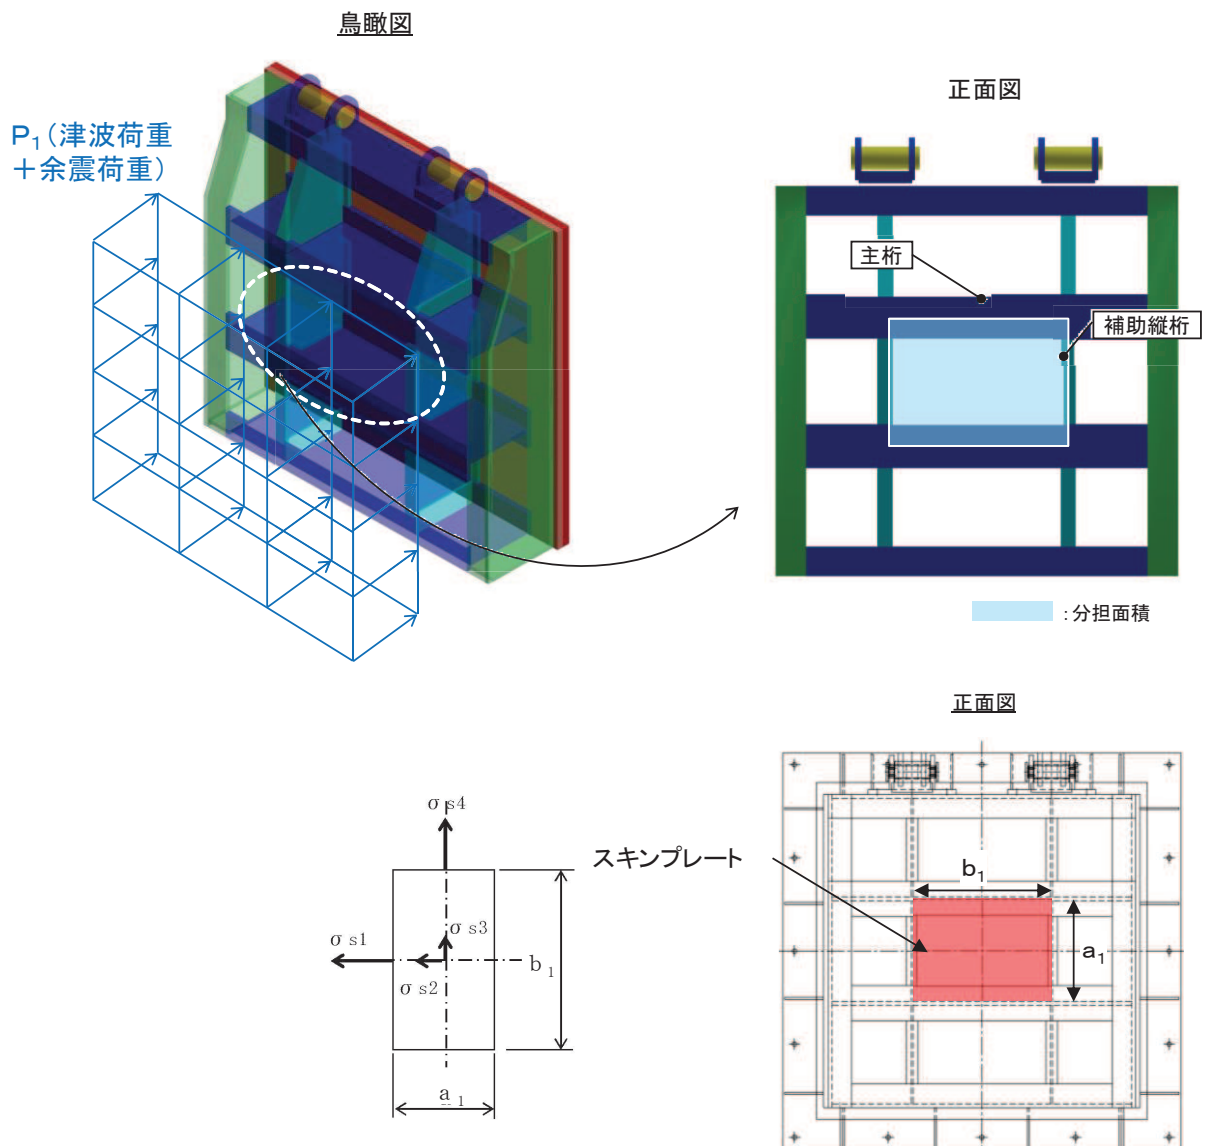 鳥瞰図
P₁(津波荷重
+余震荷重)
正面図
主桁
補助縦桁
:分担面積
正面図
スキンプレート
b₁
a₁
σ s4
σ s1
σ s3
σ s2
b ₁
a ₁